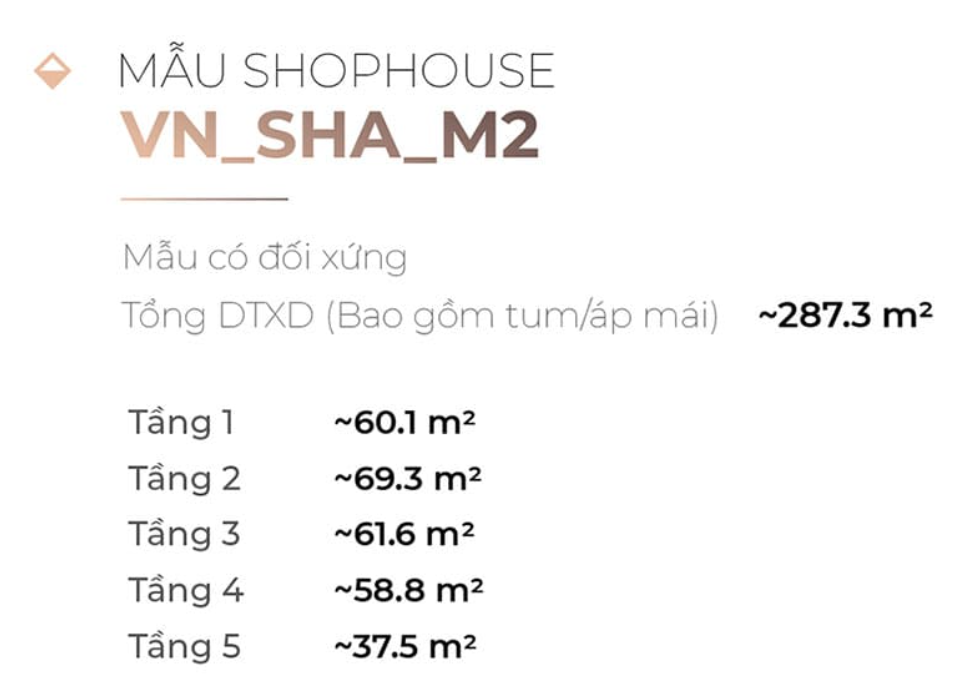 MẪU SHOPHOUSE
VN_SHA_M2
Mẫu có đối xứng
Tổng DTXD (Bao gồm tum/áp mái) ~287.3 m²
Tầng 1 ~60.1 m²
Tầng 2 ~69.3 m²
Tầng 3 ~61.6 m²
Tầng 4 ~58.8 m²
Tầng 5 ~37.5 m²